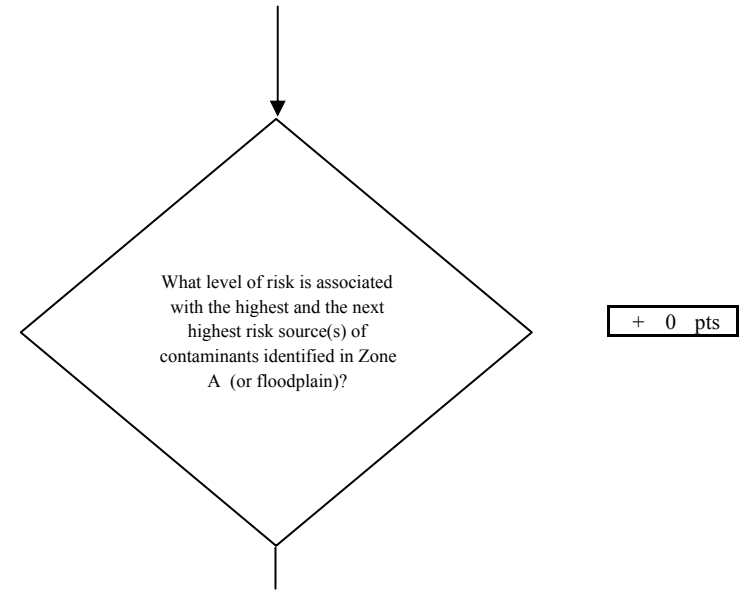 What level of risk is associated
with the highest and the next
highest risk source(s) of
contaminants identified in Zone
A (or floodplain)?
+ 0 pts